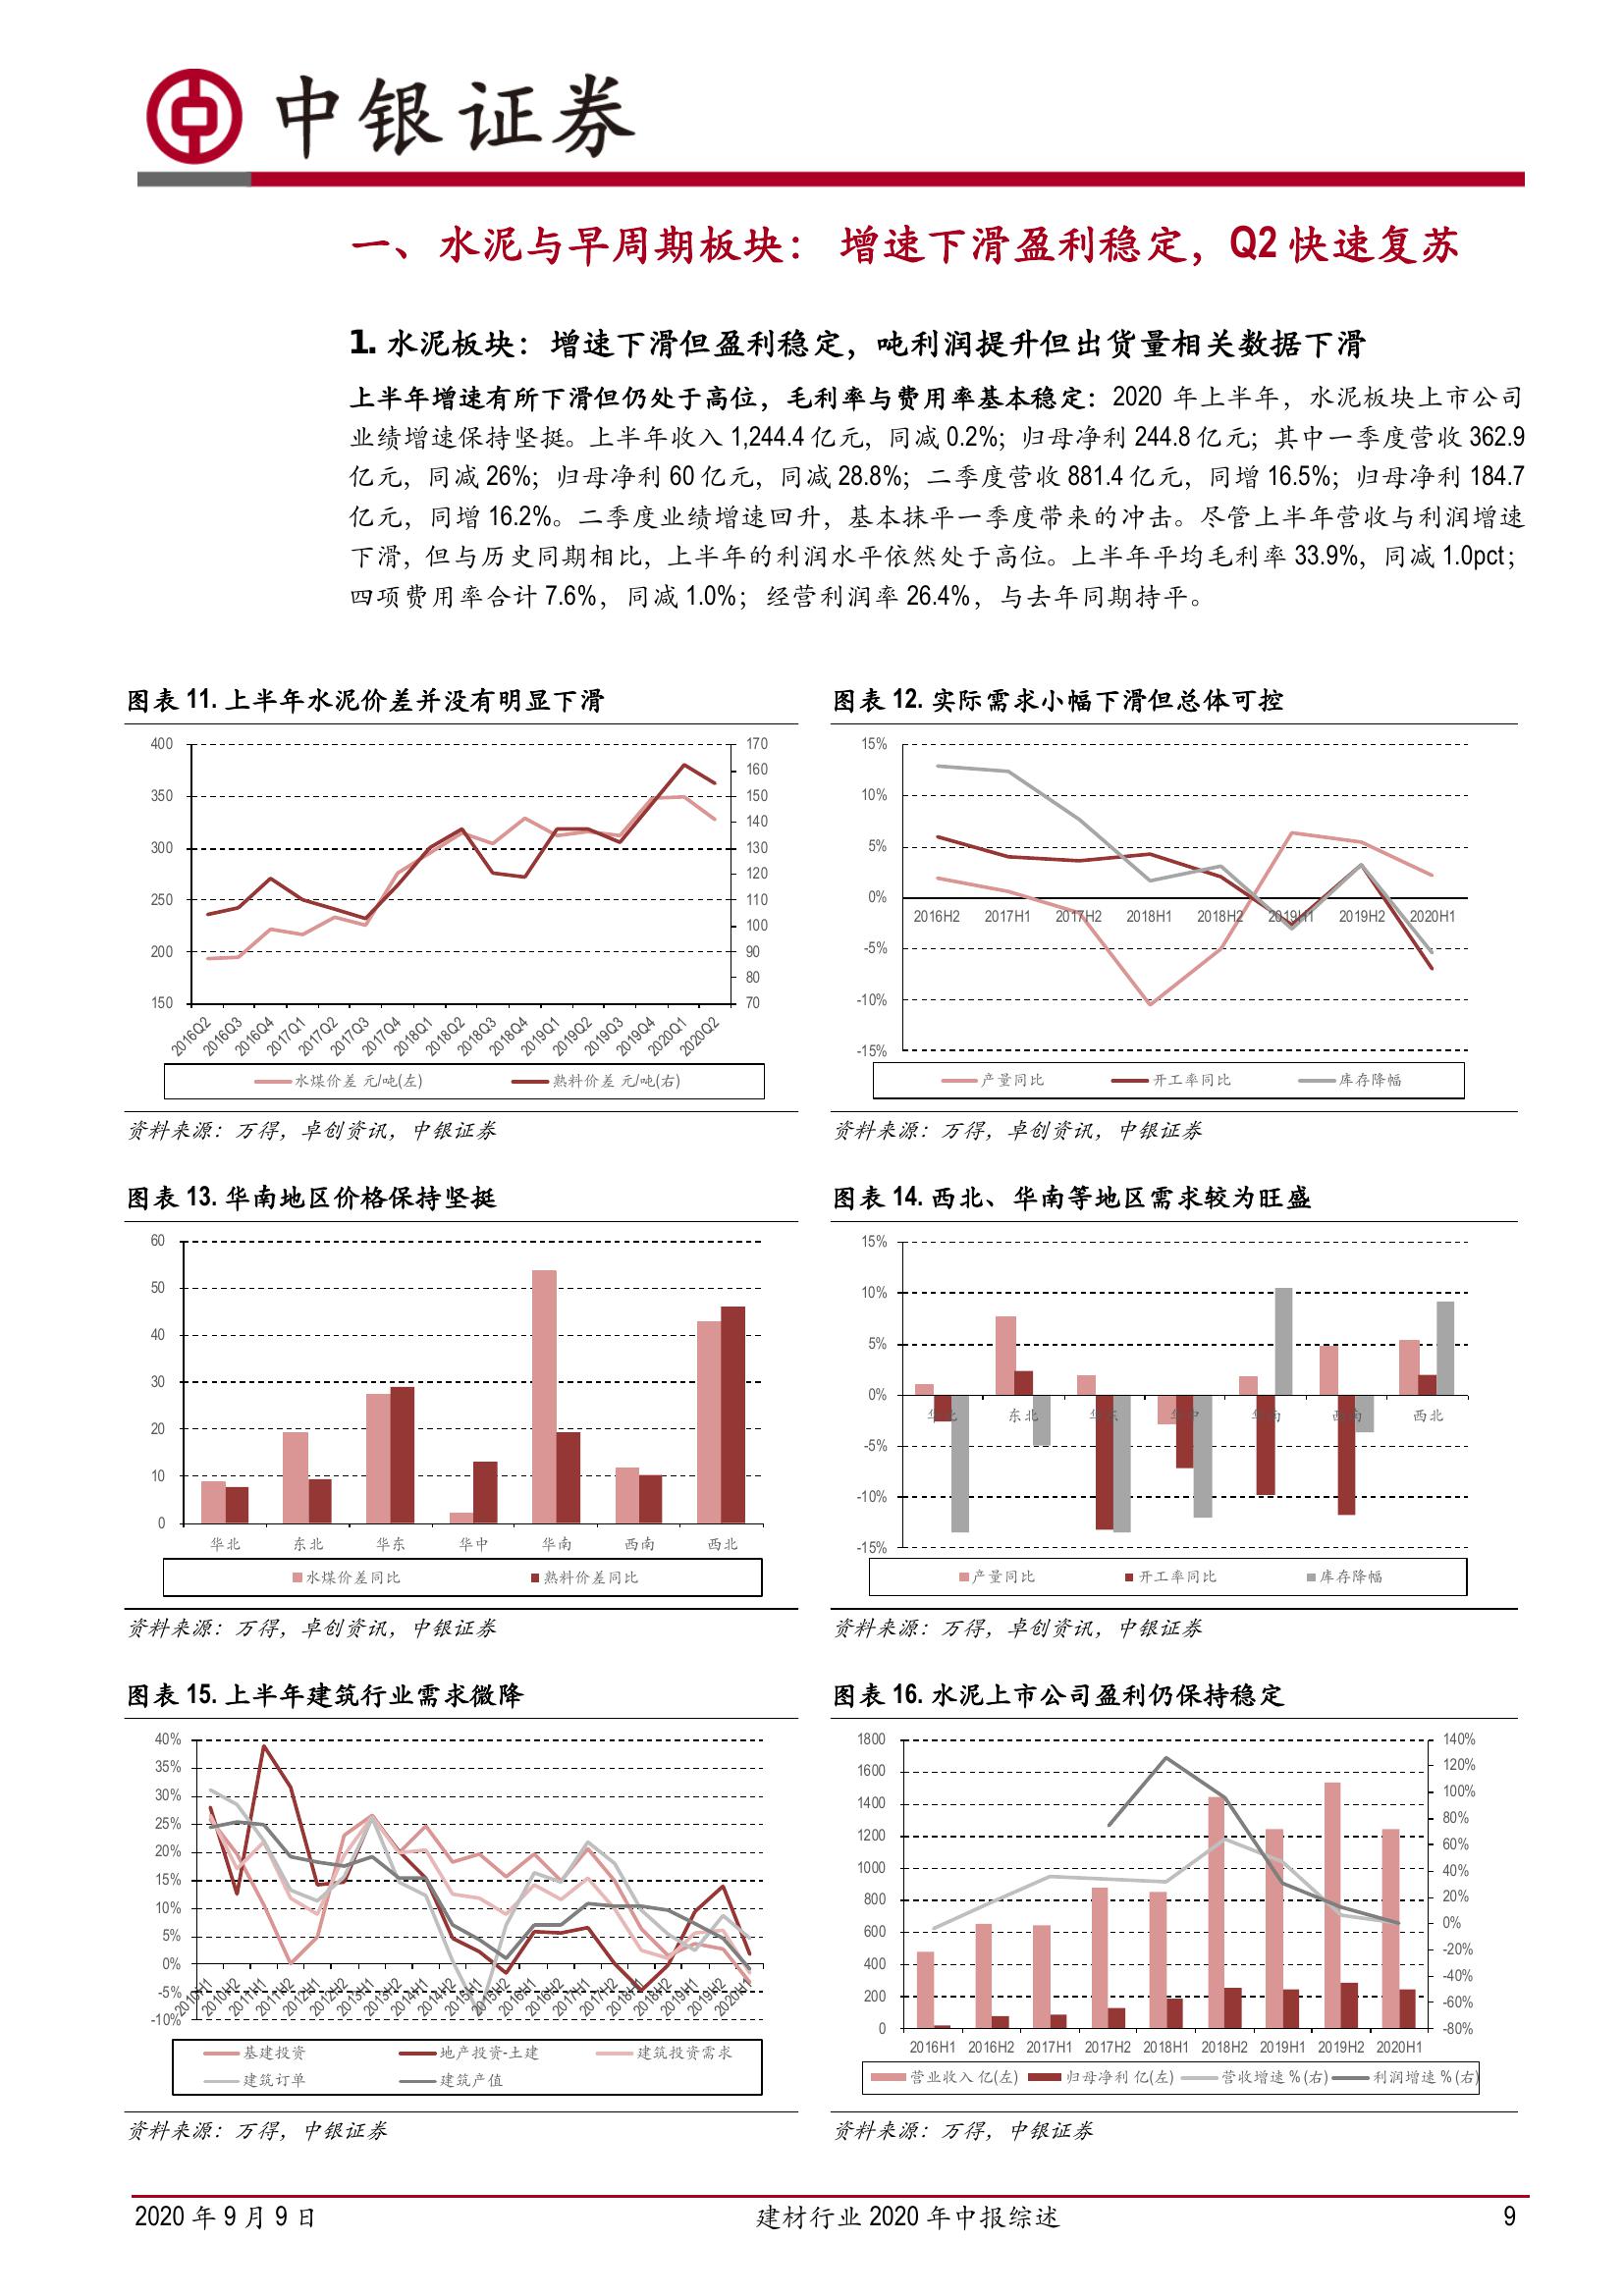 中银证券
一、水泥与早周期板块： 增速下滑盈利稳定，Q2 快速复苏
1. 水泥板块：增速下滑但盈利稳定，吨利润提升但出货量相关数据下滑
上半年增速有所下滑但仍处于高位，毛利率与费用率基本稳定：2020 年上半年，水泥板块上市公司
业绩增速保持坚挺。上半年收入 1,244.4 亿元，同减 0.2%；归母净利 244.8 亿元；其中一季度营收 362.9
亿元，同减 26%；归母净利 60 亿元，同减 28.8%；二季度营收 881.4 亿元，同增 16.5%；归母净利 184.7
亿元，同增 16.2%。二季度业绩增速回升，基本抹平一季度带来的冲击。尽管上半年营收与利润增速
下滑，但与历史同期相比，上半年的利润水平依然处于高位。上半年平均毛利率 33.9%，同减 1.0pct；
四项费用率合计 7.6%，同减 1.0%；经营利润率 26.4%，与去年同期持平。
图表 11. 上半年水泥价差并没有明显下滑
400
350
300
250
200
150
170
160
150
140
130
120
110
100
90
80
70
2016Q2
2016Q3
2016Q4
2017Q1
2017Q2
2017Q3
2017Q4
2018Q1
2018Q2
2018Q3
2018Q4
2019Q1
2019Q2
2019Q3
2019Q4
2020Q1
2020Q2
水煤价差 元/吨(左) 熟料价差 元/吨(右)
资料来源：万得，卓创资讯，中银证券
图表 12. 实际需求小幅下滑但总体可控
15%
10%
5%
0%
-5%
-10%
-15%
2016H2 2017H1 2017H2 2018H1 2018H2 2019H1 2019H2 2020H1
产量同比 开工率同比 库存降幅
资料来源：万得，卓创资讯，中银证券
图表 13. 华南地区价格保持坚挺
60
50
40
30
20
10
0
华北 东北 华东 华中 华南 西南 西北
水煤价差同比 熟料价差同比
资料来源：万得，卓创资讯，中银证券
图表 14. 西北、华南等地区需求较为旺盛
15%
10%
5%
0%
-5%
-10%
-15%
华北 东北 华东 华中 华南 西南 西北
产量同比 开工率同比 库存降幅
资料来源：万得，卓创资讯，中银证券
图表 15. 上半年建筑行业需求微降
40%
35%
30%
25%
20%
15%
10%
5%
0%
-5%
-10%
2010H1
2010H2
2011H1
2011H2
2012H1
2012H2
2013H1
2013H2
2014H1
2014H2
2015H1
2015H2
2016H1
2016H2
2017H1
2017H2
2018H1
2018H2
2019H1
2019H2
2020H1
基建投资 地产投资-土建 建筑投资需求
建筑订单 建筑产值
资料来源：万得，中银证券
图表 16. 水泥上市公司盈利仍保持稳定
1800
1600
1400
1200
1000
800
600
400
200
0
140%
120%
100%
80%
60%
40%
20%
0%
-20%
-40%
-60%
-80%
2016H1 2016H2 2017H1 2017H2 2018H1 2018H2 2019H1 2019H2 2020H1
营业收入 亿(左) 归母净利 亿(左) 营收增速 % (右) 利润增速 % (右)
资料来源：万得，中银证券
2020 年 9 月 9 日 建材行业 2020 年中报综述 9